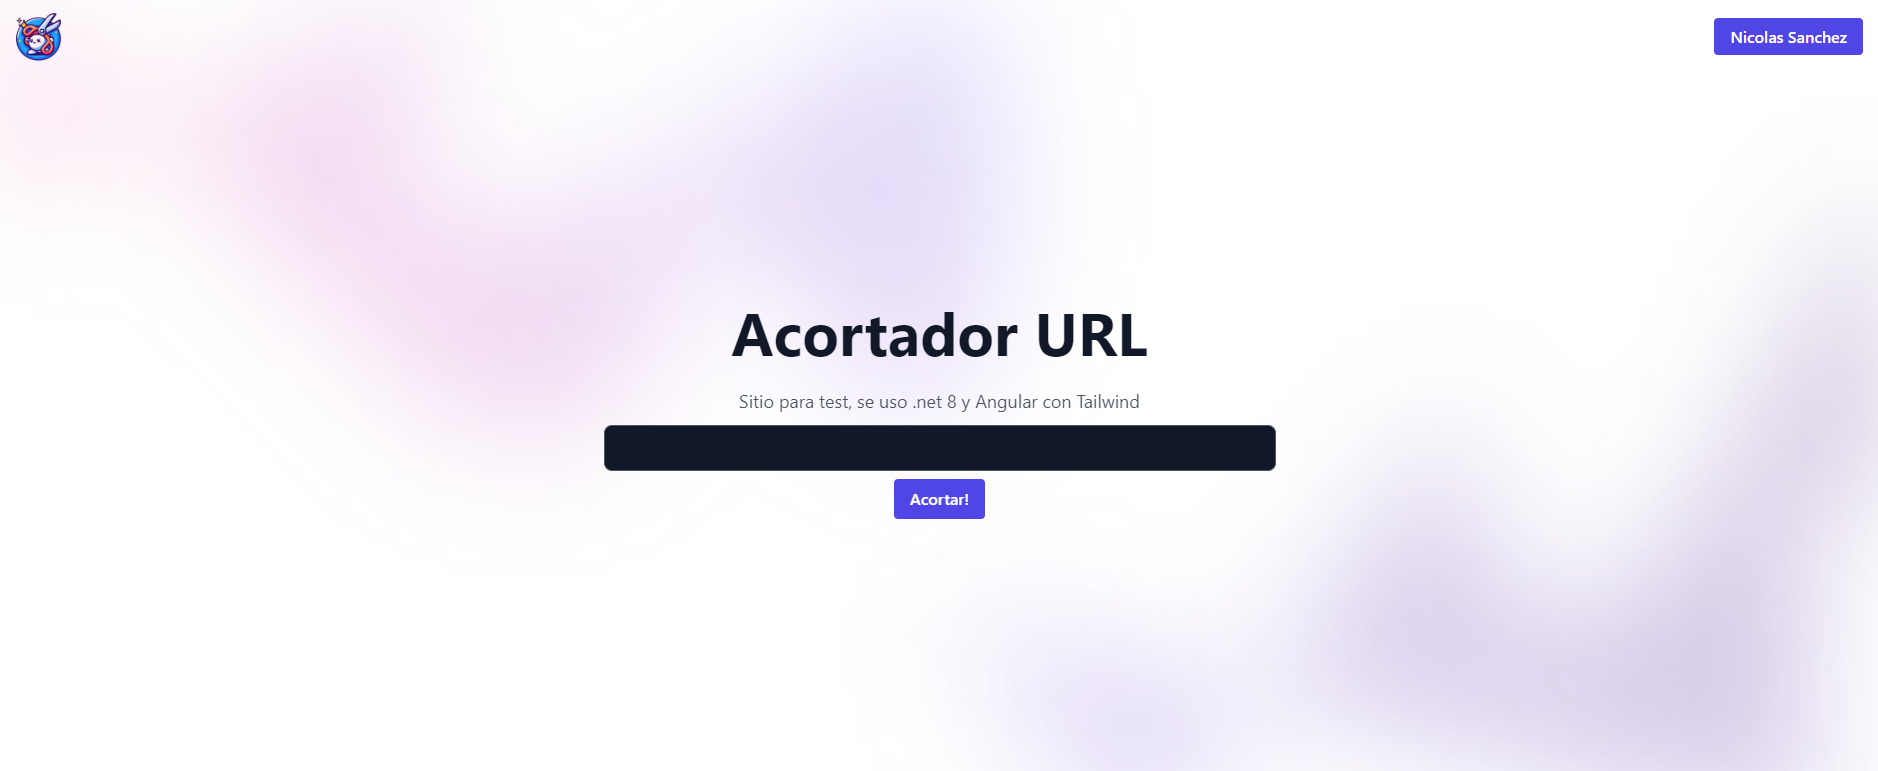 Nicolas Sanchez
Acortador URL
Sitio para test, se uso .net 8 y Angular con Tailwind
Acortar!